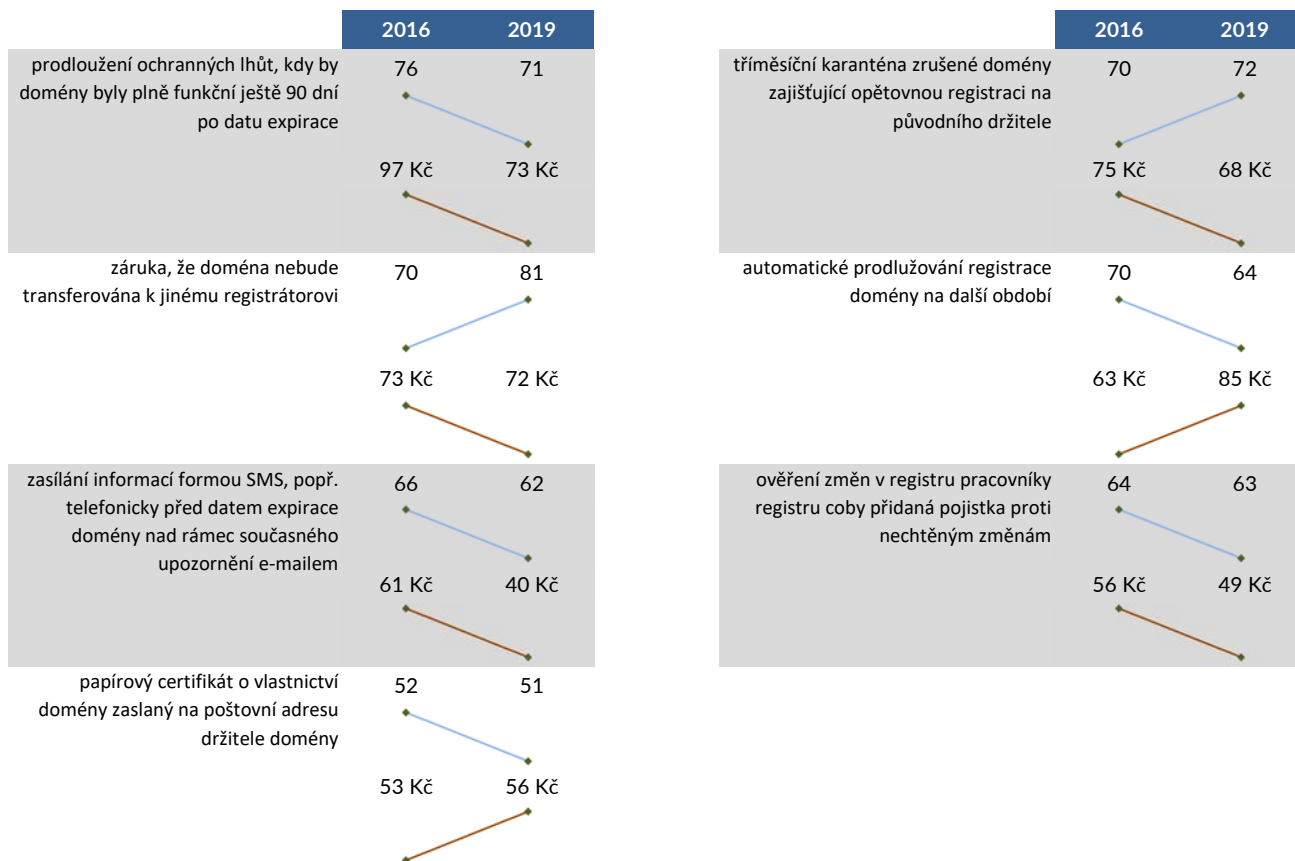 2016 2019
prodloužení ochranných lhůt, kdy by 76 71
domény byly plně funkční ještě 90 dní
po datu expirace
97 Kč 73 Kč
záruka, že doména nebude 70 81
transferována k jinému registrátorovi
73 Kč 72 Kč
zasílání informací formou SMS, popř. 66 62
telefonicky před datem expirace
domény nad rámec současného
upozornění e-mailem
61 Kč 40 Kč
papírový certifikát o vlastnictví 52 51
domény zaslaný na poštovní adresu
držitele domény
53 Kč 56 Kč
2016 2019
tříměsíční karanténa zrušené domény 70 72
zajišťující opětovnou registraci na
původního držitele
75 Kč 68 Kč
automatické prodlužování registrace 70 64
domény na další období
63 Kč 85 Kč
ověření změn v registru pracovníky 64 63
registru coby přidaná pojistka proti
nechtěným změnám
56 Kč 49 Kč